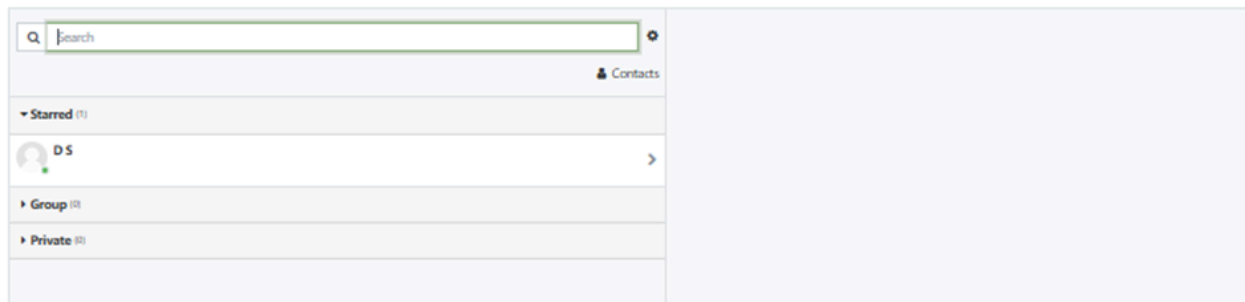 Search
Contacts
Starred (1)
D S
Group (0)
Private (0)